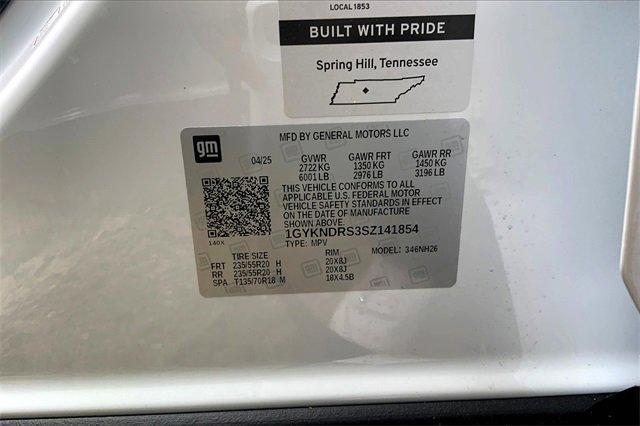 LOCAL 1853
BUILT WITH PRIDE
Spring Hill, Tennessee
gm
MFD BY GENERAL MOTORS LLC
04/25 GVWR GAWR FRT GAWR RR
2722 KG 1350 KG 1450 KG
6001 LB 2976 LB 3196 LB
THIS VEHICLE CONFORMS TO ALL
APPLICABLE U.S. FEDERAL MOTOR
VEHICLE SAFETY STANDARDS IN EFFECT
ON THE DATE OF MANUFACTURE
SHOWN ABOVE.
1GYKNDRS3SZ141854
140X TYPE: MPV MODEL: 346NH26
TIRE SIZE RIM
FRT 235/55R20 H 20X8J
RR 235/55R20 H 20X8J
SPA T135/70R18 M 18X4.5B